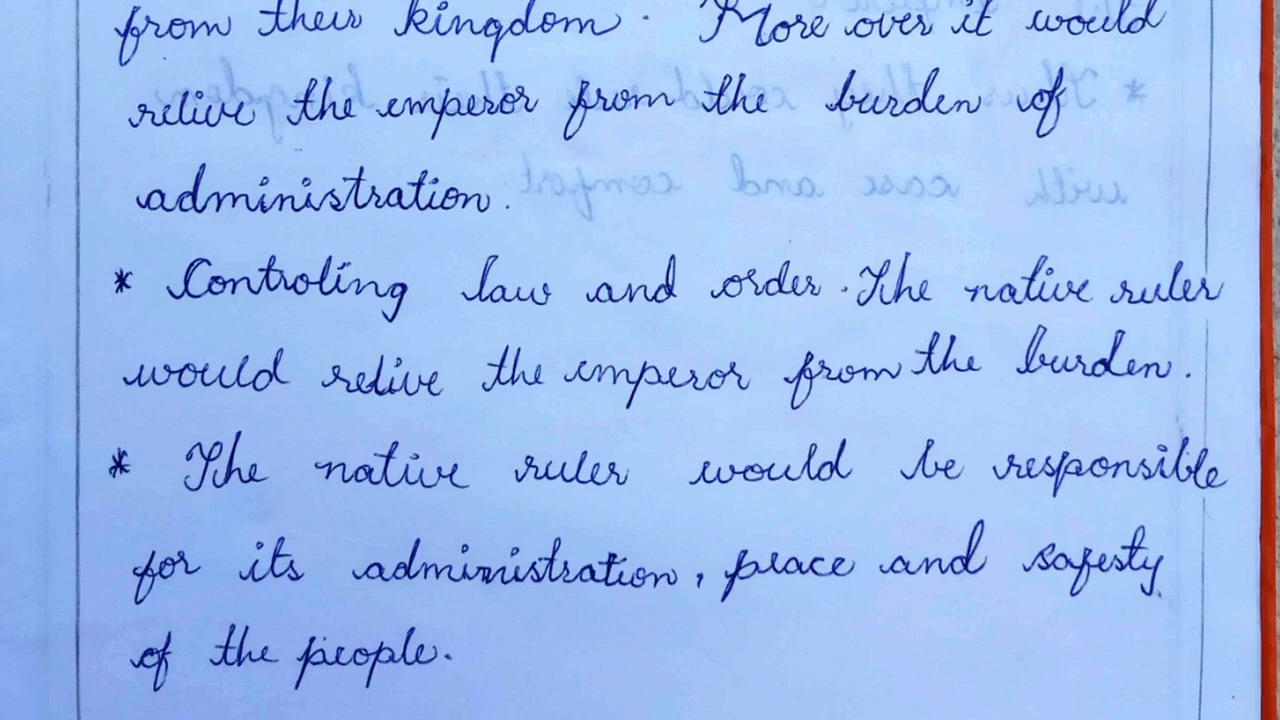 from their kingdom. More over it would
relive the emperor from the burden of
administration.
* Controling law and order. The native ruler
would relive the emperor from the burden.
* The native ruler would be responsible
for its administration, peace and safesty
of the people.